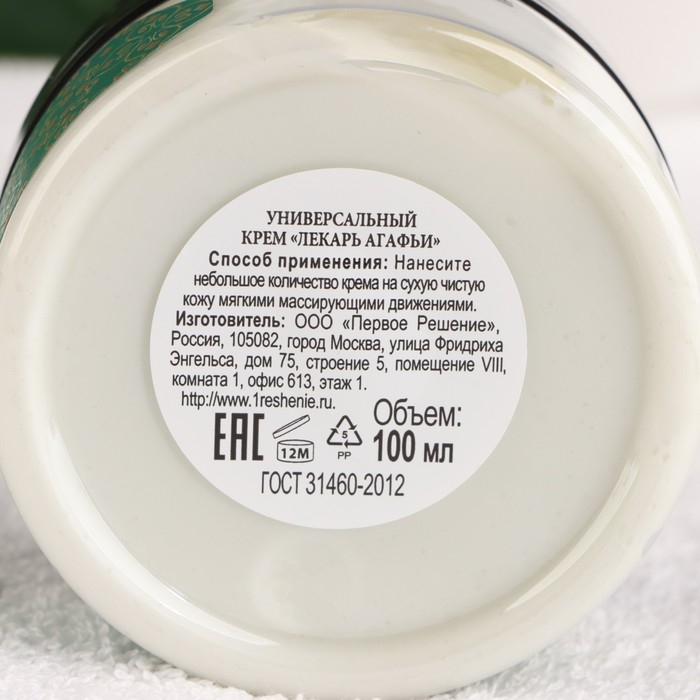 УНИВЕРСАЛЬНЫЙ
КРЕМ «ЛЕКАРЬ АГАФЬИ»
Способ применения: Нанесите
небольшое количество крема на сухую чистую
кожу мягкими массирующими движениями.
Изготовитель: ООО «Первое Решение»,
Россия, 105082, город Москва, улица Фридриха
Энгельса, дом 75, строение 5, помещение VIII,
комната 1, офис 613, этаж 1.
http://www.1reshenie.ru.
EAC 12M 5 PP Объем: 100 мл
ГОСТ 31460-2012